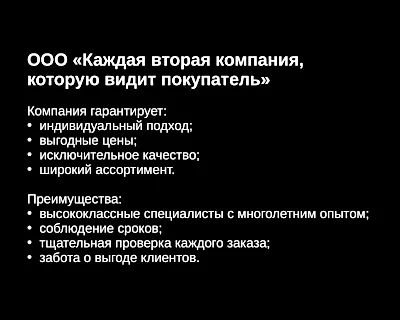 ООО «Каждая вторая компания,
которую видит покупатель»
Компания гарантирует:
• индивидуальный подход;
• выгодные цены;
• исключительное качество;
• широкий ассортимент.
Преимущества:
• высококлассные специалисты с многолетним опытом;
• соблюдение сроков;
• тщательная проверка каждого заказа;
• забота о выгоде клиентов.